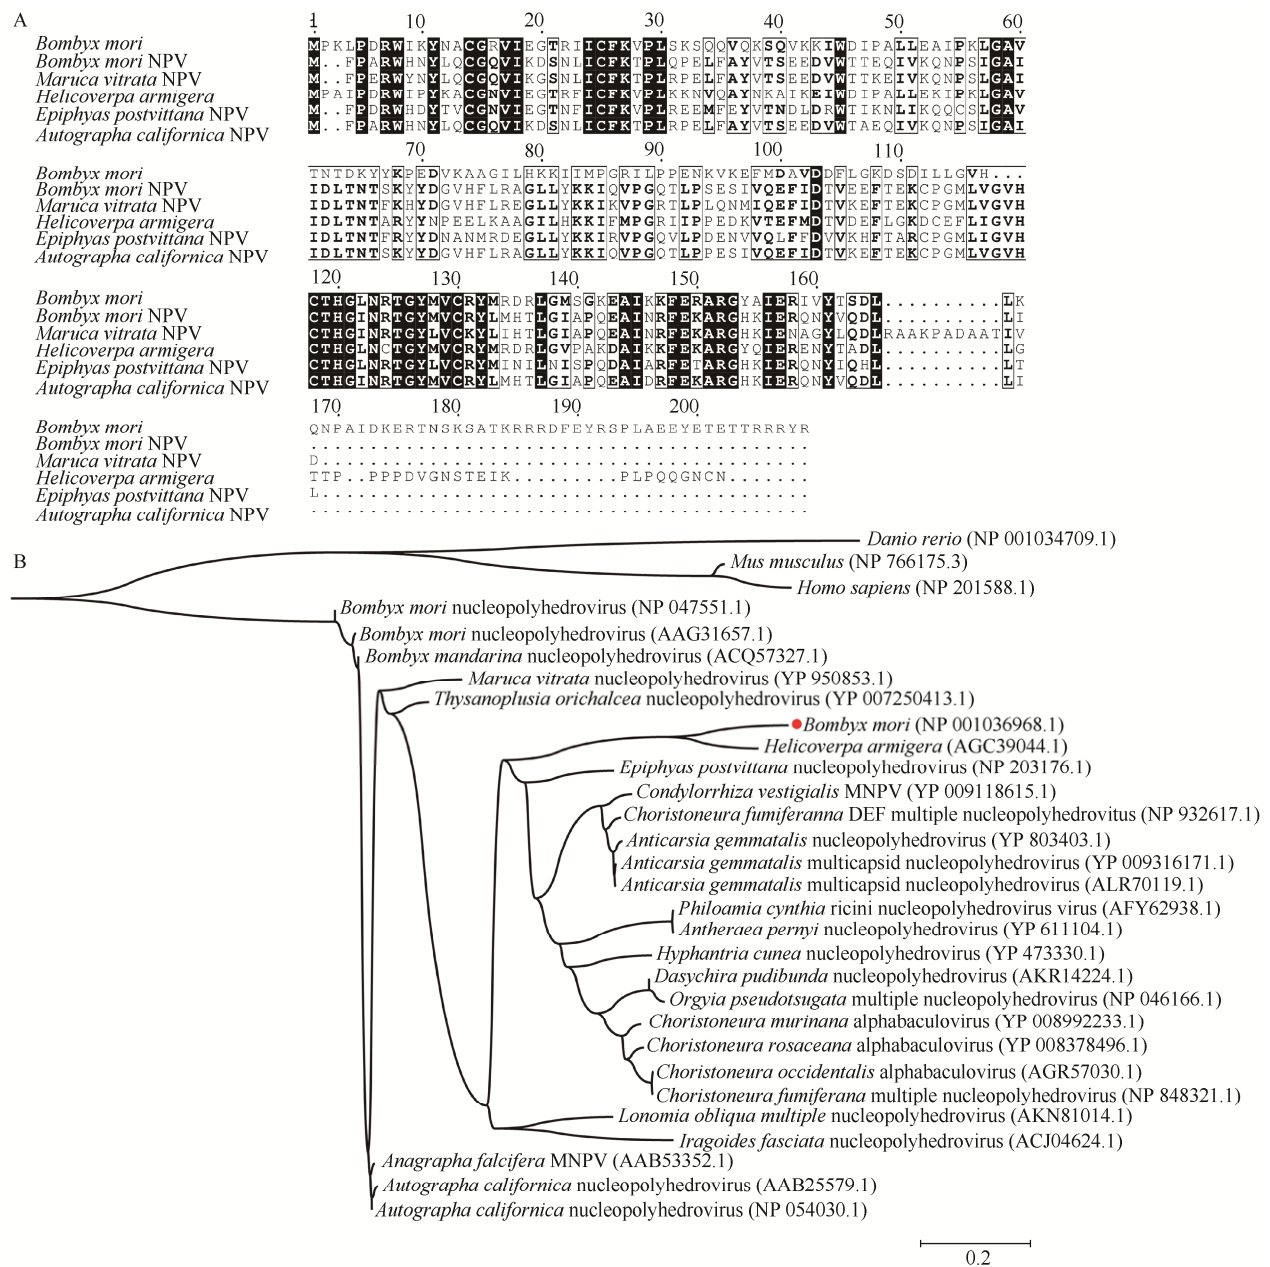 A
1 10 20 30 40 50 60
Bombyx mori MPKLPDRWIKYNACGRVIEGTRIICFKVPLSKSQQVQKSQVKKIWDIPALLEAIPKLGAV
Bombyx mori NPV M..FPARWHNYLQCGQVIKDSNLICFKTPLQPELFAYVTSEEDVWTTEQIVKQNPSIGAI
Maruca vitrata NPV M..FPERWYNYLQCGQVIKGSNLICFKTPLRPELFAYVTSEEDVWTTKEIVKQNPSIGAI
Helicoverpa armigera MPAIPDRWIPYKACGNVIEGTRFICFKVPLKKNVQAYNKAIKEIWDIPALLEKIPKLGAI
Epiphyas postvittana NPV M..FPDRWHDYTVCGNVIEGTNFICFKTPLREEMFEYVTNDLDRWTIKNLIKQQCSLGAV
Autographa californica NPV M..FPARWHNYLQCGQVIKDSNLICFKTPLRPELFAYVTSEEDVWTAEQIVKQNPSIGAI
70 80 90 100 110
Bombyx mori TNTDKYYKPEDVKAAGILHKKIIMPGRILPPENKVKEFMDAVDDFLGKDSDILLGVH...
Bombyx mori NPV IDLTNTSKYYDGVHFLRAGLLYKKIQVPGQTLPSESIVQEFIDTVEEFTEKCPGMLVGVH
Maruca vitrata NPV IDLTNTFKHYDGVHFLREGLLYKKIKVPGQTLPLQNMIQEFIDTVKEFTEKCPGMLVGVH
Helicoverpa armigera IDLTNTARYYNPEELKAAGILHKKIFMPGRIIPREDKVTEFMDTVDEFLGKDCEFLIGVH
Epiphyas postvittana NPV IDLTNTFRYYDNANMRDEGLLYKKIRVPGQVLPDENVVQLFFDVVKHFTARCPGMLIGVH
Autographa californica NPV IDLTNTSKYYDGVHFLRAGLLYKKIQVPGQTLPPESIVQEFIDTVKEFTEKCPGMLVGVH
120 130 140 150 160
Bombyx mori CTHGLNRTGYMVCRYMRDRLGMSGKEAIKKFERARGYAIERIVYTSDL..........LK
Bombyx mori NPV CTHGINRTGYMVCRYLMHTLGIAPQEAINRFEKARGHKIERQNYVQDL..........LI
Maruca vitrata NPV CTHGINRTGYLVCKYLIHTLGIAPQEAINRFEKARGHKIENAGYLQDLRAAKPADAATIV
Helicoverpa armigera CTHGLNCTGYMVCRYMRDRLGVPAKDAIKKFEKARGYQIERENYTADL..........LG
Epiphyas postvittana NPV CTHGINRTGYLVCRYMINILNISPQDAIARFETARGHKIERQNYIQHL..........LT
Autographa californica NPV CTHGINRTGYMVCRYLMHTLGIAPQEAIDRFEKARGHKIERQNYVQDL..........LI
170 180 190 200
Bombyx mori QNPAIDKERTNSKSATKRRRDFEYRSPLAEEYETETTRRRYR
Bombyx mori NPV ..........................................
Maruca vitrata NPV D.........................................
Helicoverpa armigera TTP..PPPDVGNSTEIK.........PLPQQGNCN.......
Epiphyas postvittana NPV L.........................................
Autographa californica NPV ..........................................
B
Danio rerio (NP 001034709.1)
Mus musculus (NP 766175.3)
Homo sapiens (NP 201588.1)
Bombyx mori nucleopolyhedrovirus (NP 047551.1)
Bombyx mori nucleopolyhedrovirus (AAG31657.1)
Bombyx mandarina nucleopolyhedrovirus (ACQ57327.1)
Maruca vitrata nucleopolyhedrovirus (YP 950853.1)
Thysanoplusia orichalcea nucleopolyhedrovirus (YP 007250413.1)
Bombyx mori (NP 001036968.1)
Helicoverpa armigera (AGC39044.1)
Epiphyas postvittana nucleopolyhedrovirus (NP 203176.1)
Condylorrhiza vestigialis MNPV (YP 009118615.1)
Choristoneura fumiferanna DEF multiple nucleopolyhedrovitus (NP 932617.1)
Anticarsia gemmatalis nucleopolyhedrovirus (YP 803403.1)
Anticarsia gemmatalis multicapsid nucleopolyhedrovirus (YP 009316171.1)
Anticarsia gemmatalis multicapsid nucleopolyhedrovirus (ALR70119.1)
Philoamia cynthia ricini nucleopolyhedrovirus virus (AFY62938.1)
Antheraea pernyi nucleopolyhedrovirus (YP 611104.1)
Hyphantria cunea nucleopolyhedrovirus (YP 473330.1)
Dasychira pudibunda nucleopolyhedrovirus (AKR14224.1)
Orgyia pseudotsugata multiple nucleopolyhedrovirus (NP 046166.1)
Choristoneura murinana alphabaculovirus (YP 008992233.1)
Choristoneura rosaceana alphabaculovirus (YP 008378496.1)
Choristoneura occidentalis alphabaculovirus (AGR57030.1)
Choristoneura fumiferana multiple nucleopolyhedrovirus (NP 848321.1)
Lonomia obliqua multiple nucleopolyhedrovirus (AKN81014.1)
Iragoides fasciata nucleopolyhedrovirus (ACJ04624.1)
Anagrapha falcifera MNPV (AAB53352.1)
Autographa californica nucleopolyhedrovirus (AAB25579.1)
Autographa californica nucleopolyhedrovirus (NP 054030.1)
0.2